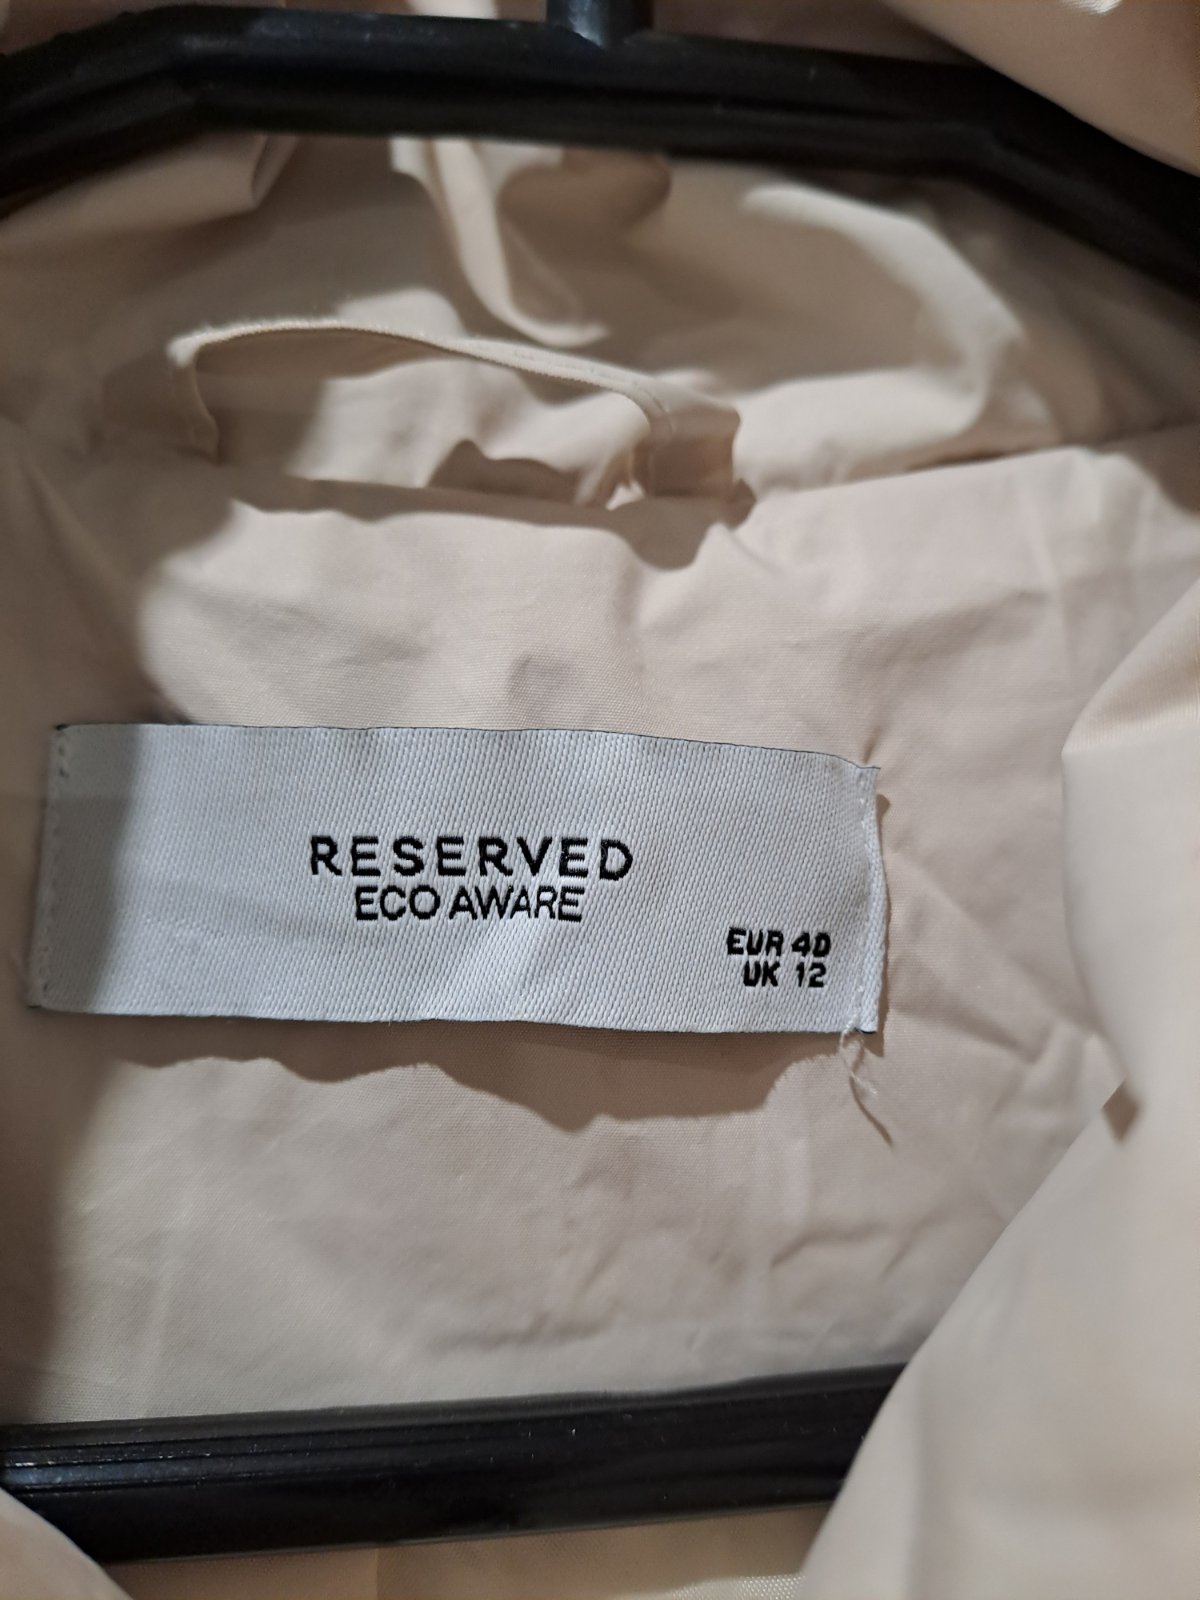 RESERVED
ECO AWARE
EUR 40
UK 12